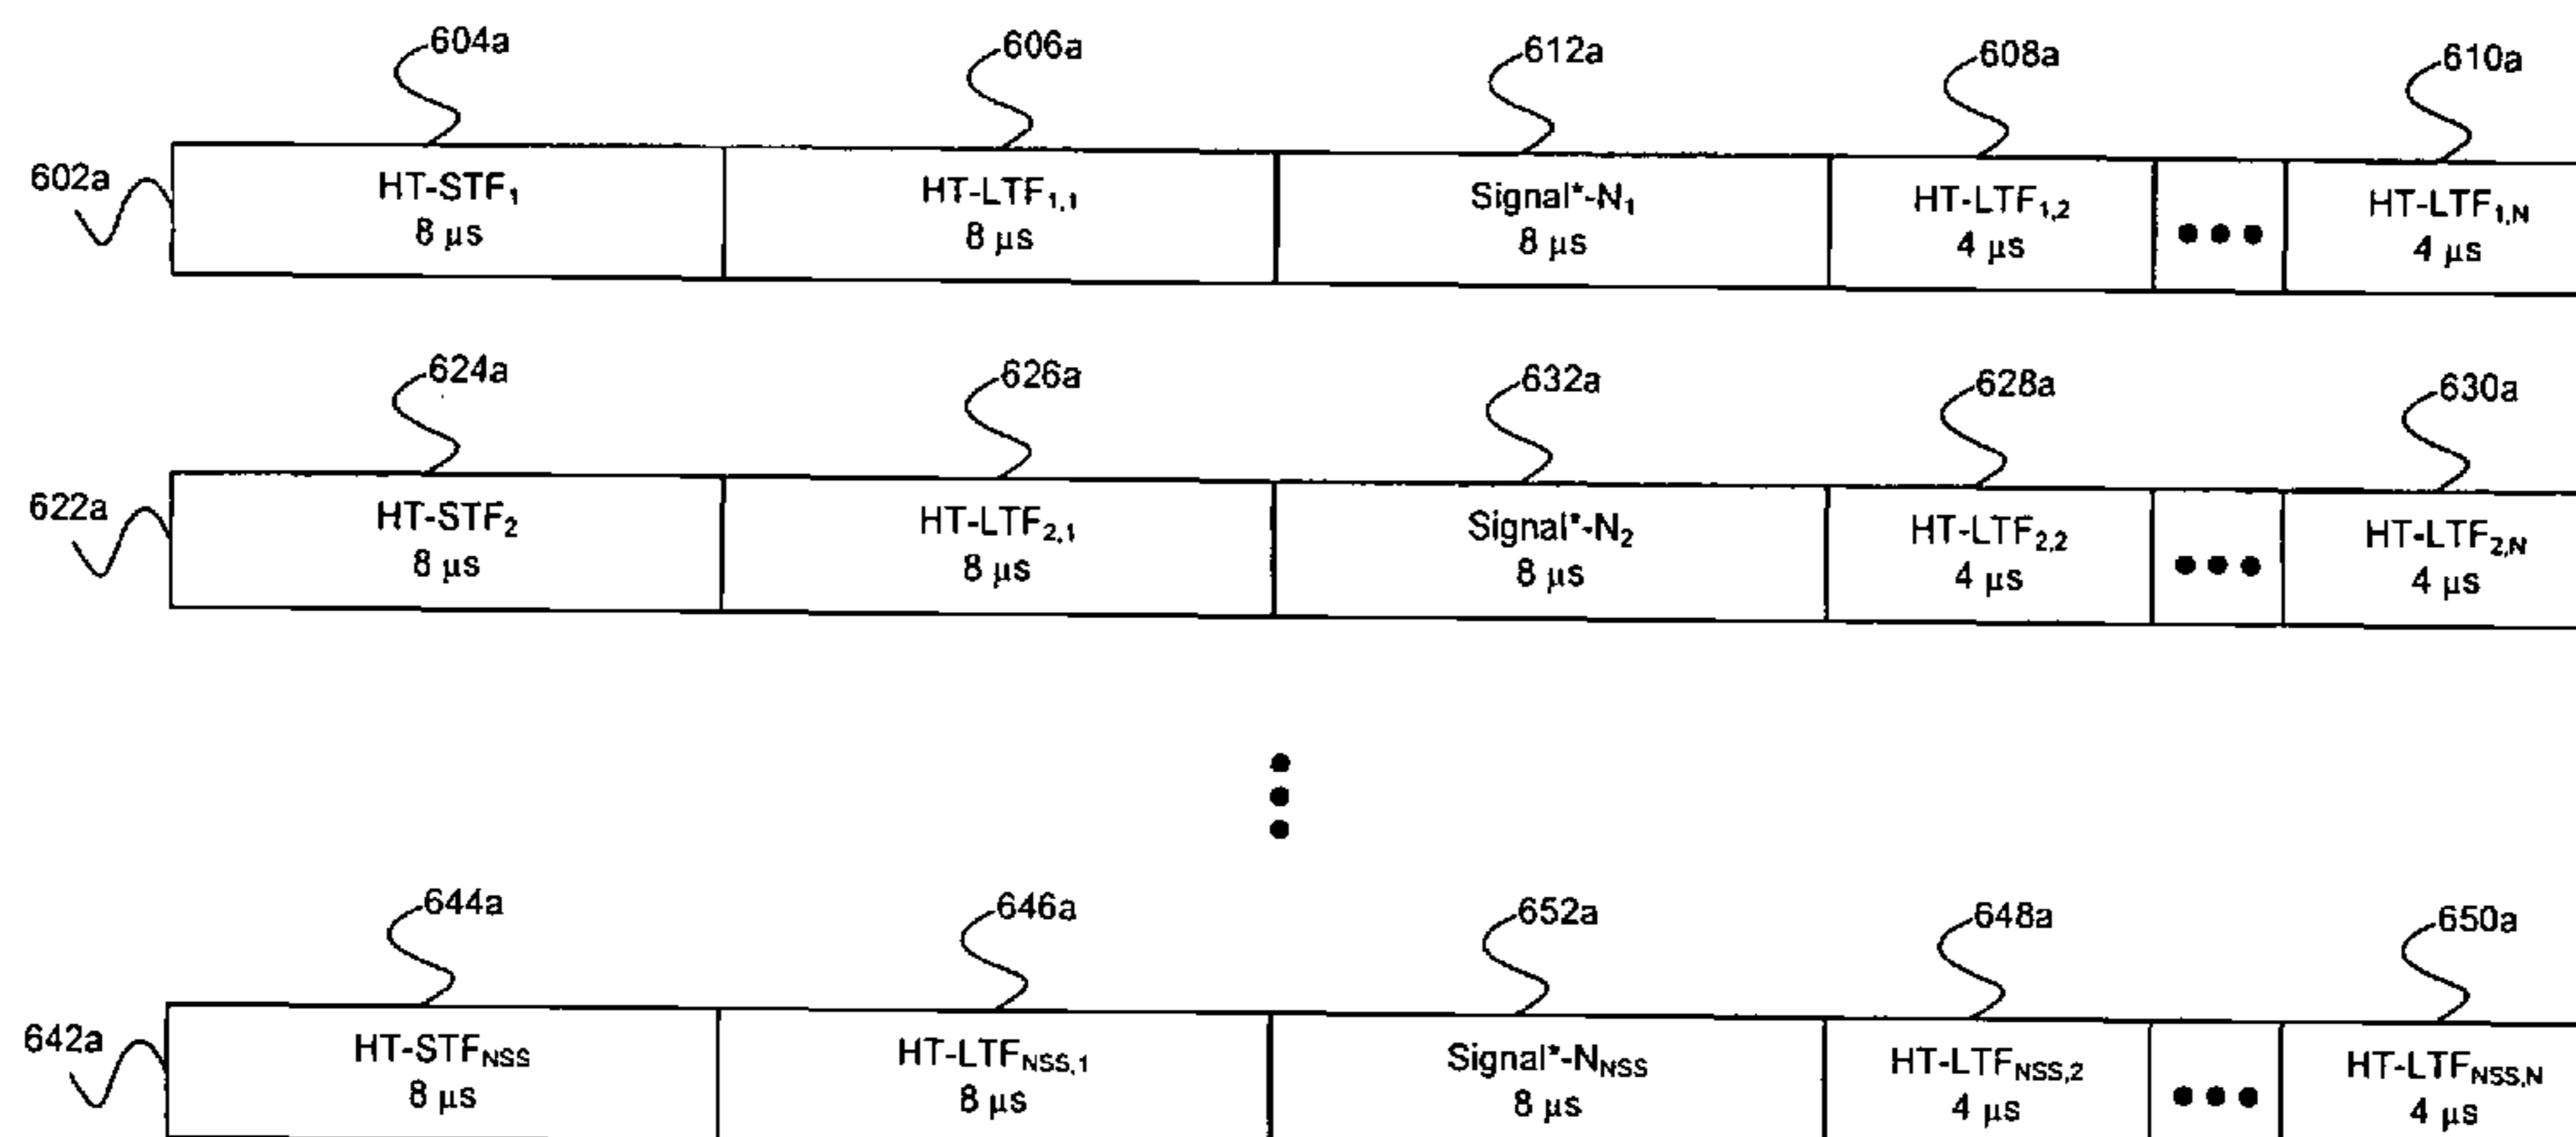 604a 606a 612a 608a 610a
602a
HT-STF₁ HT-LTF₁,₁ Signal*-N₁ HT-LTF₁,₂ HT-LTF₁,N
8 µs 8 µs 8 µs 4 µs ••• 4 µs
624a 626a 632a 628a 630a
622a
HT-STF₂ HT-LTF₂,₁ Signal*-N₂ HT-LTF₂,₂ HT-LTF₂,N
8 µs 8 µs 8 µs 4 µs ••• 4 µs
644a 646a 652a 648a 650a
642a
HT-STFNSS HT-LTFNSS,1 Signal*-NNSS HT-LTFNSS,2 HT-LTFNSS,N
8 µs 8 µs 8 µs 4 µs ••• 4 µs